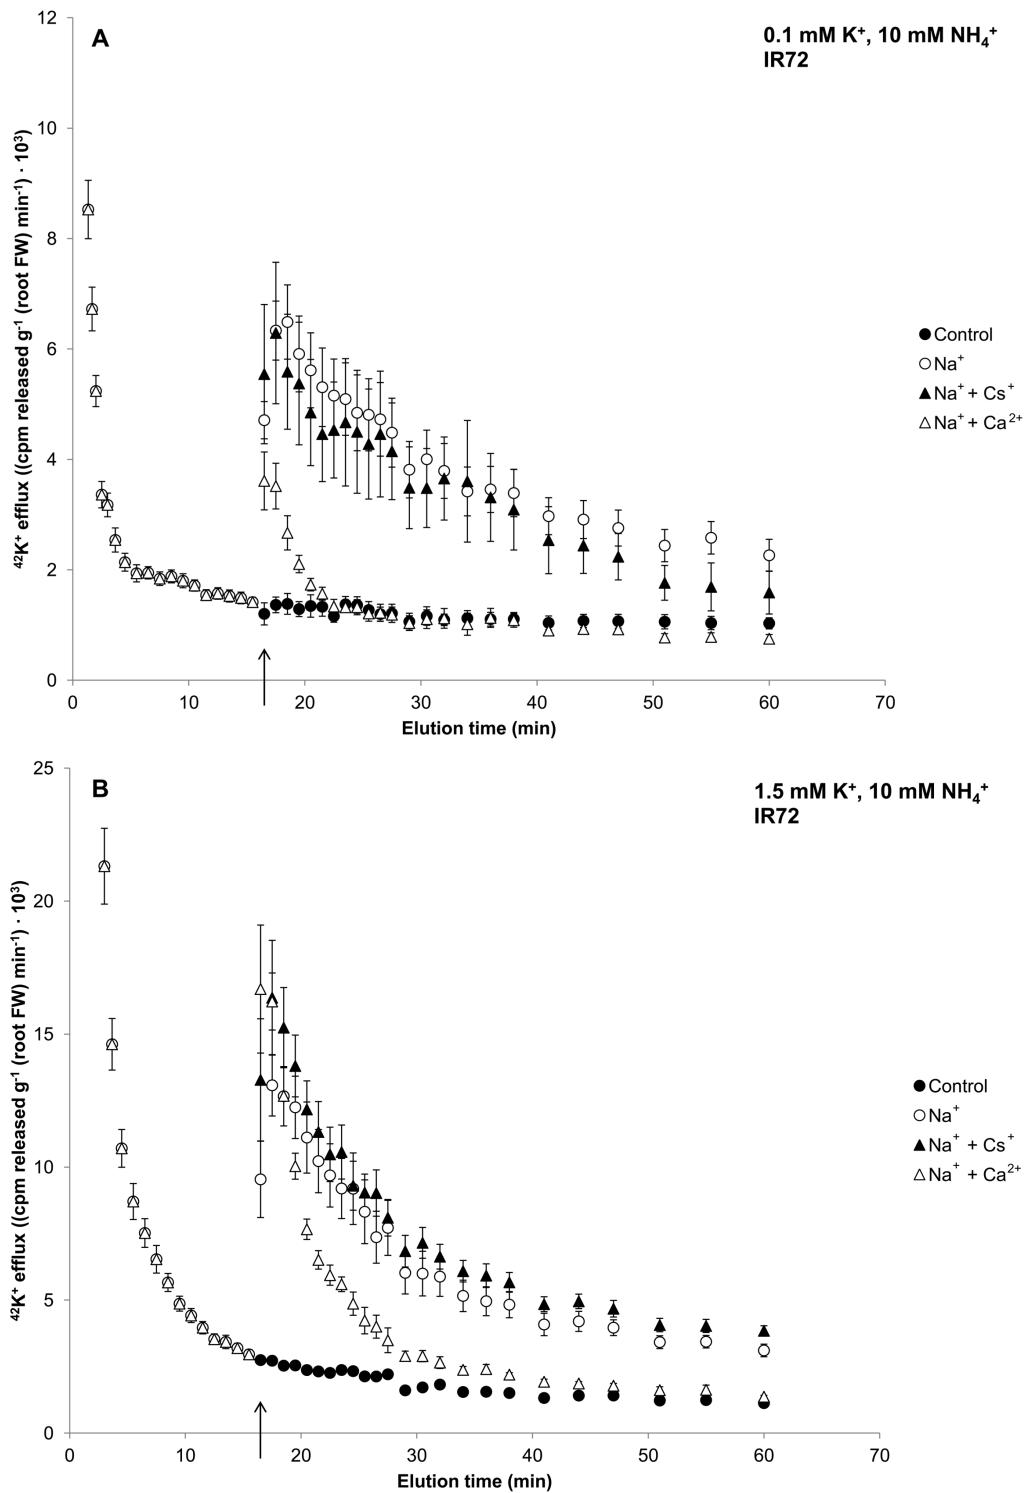 A
0.1 mM K⁺, 10 mM NH₄⁺
IR72
⁴²K⁺ efflux ((cpm released g⁻¹ (root FW) min⁻¹) · 10³)
12
10
8
6
4
2
0
0 10 20 30 40 50 60 70
Elution time (min)
Control
Na⁺
Na⁺ + Cs⁺
Na⁺ + Ca²⁺
B
1.5 mM K⁺, 10 mM NH₄⁺
IR72
⁴²K⁺ efflux ((cpm released g⁻¹ (root FW) min⁻¹) · 10³)
25
20
15
10
5
0
0 10 20 30 40 50 60 70
Elution time (min)
Control
Na⁺
Na⁺ + Cs⁺
Na⁺ + Ca²⁺